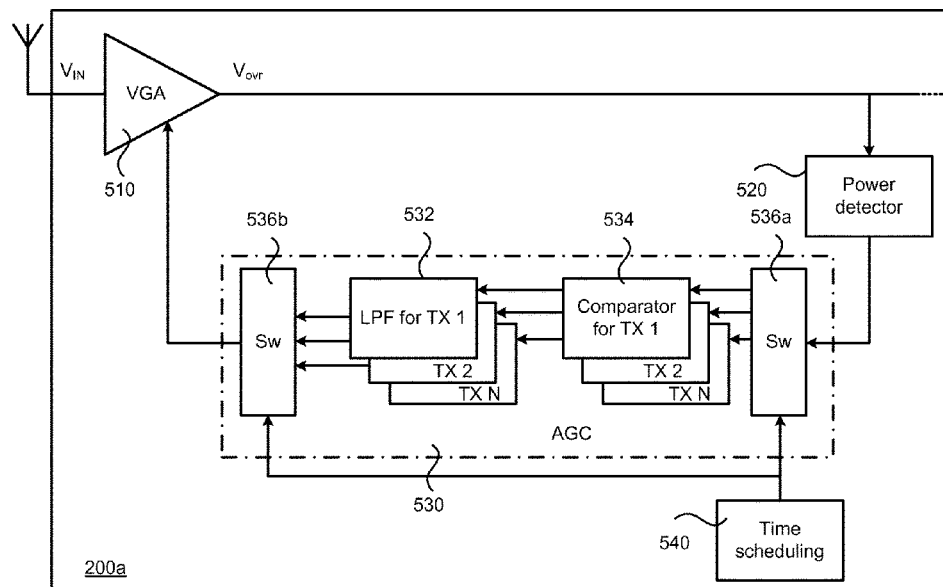 V_IN
VGA
V_ovr
510
520
Power
detector
536b
532
534
536a
Sw
LPF for TX 1
TX 2
TX N
Comparator
for TX 1
TX 2
TX N
Sw
AGC
530
540
Time
scheduling
200a